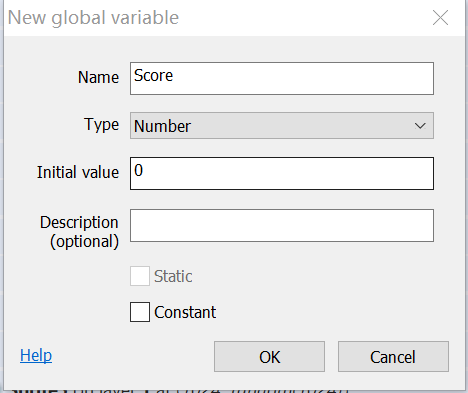 New global variable
Name Score
Type Number
Initial value 0
Description
(optional)
Static
Constant
Help OK Cancel